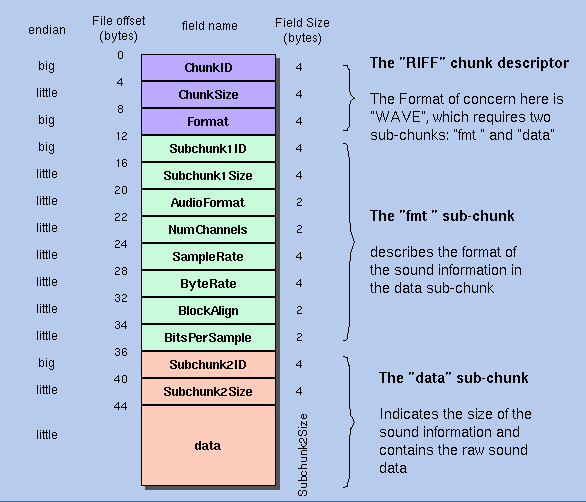 endian File offset (bytes) field name Field Size (bytes)
0
big ChunkID 4
4
little ChunkSize 4
8
big Format 4
12
big Subchunk1ID 4
16
little Subchunk1Size 4
20
little AudioFormat 2
22
little NumChannels 2
24
little SampleRate 4
28
little ByteRate 4
32
little BlockAlign 2
34
little BitsPerSample 2
36
big Subchunk2ID 4
40
little Subchunk2Size 4
44
little data Subchunk2Size
The "RIFF" chunk descriptor
The Format of concern here is
"WAVE", which requires two
sub-chunks: "fmt " and "data"
The "fmt " sub-chunk
describes the format of
the sound information in
the data sub-chunk
The "data" sub-chunk
Indicates the size of the
sound information and
contains the raw sound
data